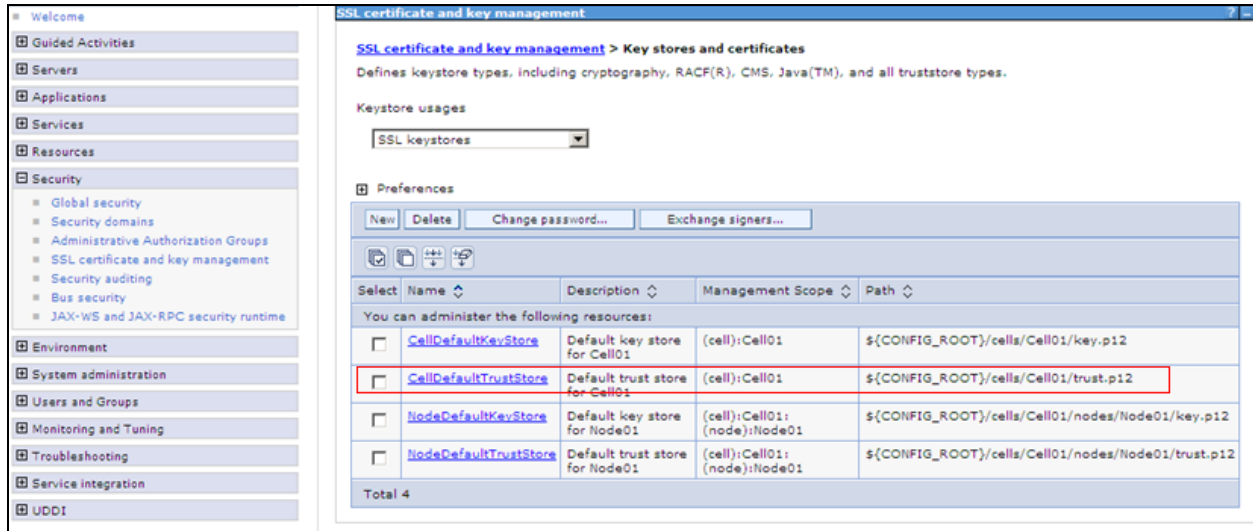 Welcome
Guided Activities
Servers
Applications
Services
Resources
Security
Global security
Security domains
Administrative Authorization Groups
SSL certificate and key management
Security auditing
Bus security
JAX-WS and JAX-RPC security runtime
Environment
System administration
Users and Groups
Monitoring and Tuning
Troubleshooting
Service integration
UDDI
SSL certificate and key management ? -
SSL certificate and key management > Key stores and certificates
Defines keystore types, including cryptography, RACF(R), CMS, Java(TM), and all truststore types.
Keystore usages
SSL keystores
Preferences
New Delete Change password... Exchange signers...
Select Name Description Management Scope Path
You can administer the following resources:
CellDefaultKeyStore Default key store (cell):Cell01 ${CONFIG_ROOT}/cells/Cell01/key.p12
for Cell01
CellDefaultTrustStore Default trust store (cell):Cell01 ${CONFIG_ROOT}/cells/Cell01/trust.p12
for Cell01
NodeDefaultKeyStore Default key store (cell):Cell01: ${CONFIG_ROOT}/cells/Cell01/nodes/Node01/key.p12
for Node01 (node):Node01
NodeDefaultTrustStore Default trust store (cell):Cell01: ${CONFIG_ROOT}/cells/Cell01/nodes/Node01/trust.p12
for Node01 (node):Node01
Total 4